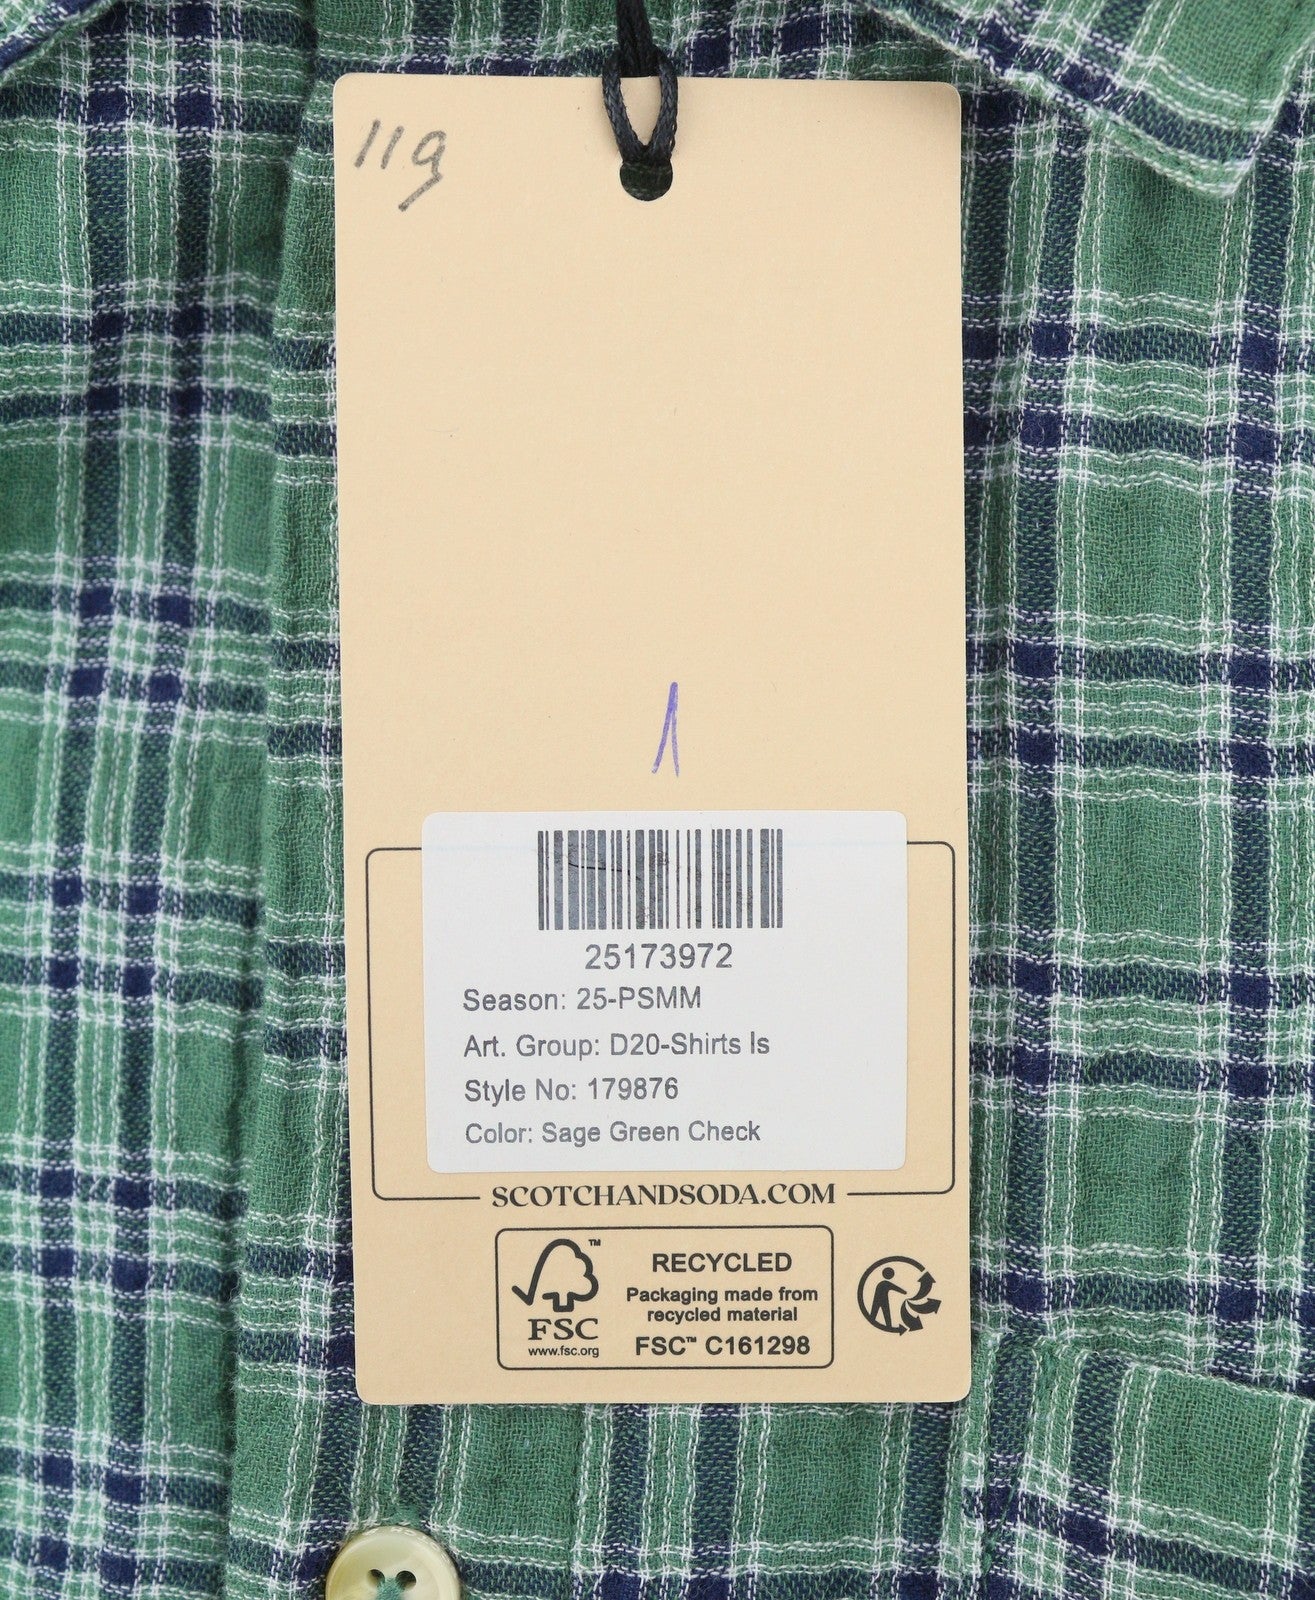 119
1
25173972
Season: 25-PSMM
Art. Group: D20-Shirts ls
Style No: 179876
Color: Sage Green Check
SCOTCHANDSODA.COM
FSC
www.fsc.org
™
RECYCLED
Packaging made from
recycled material
FSC™ C161298